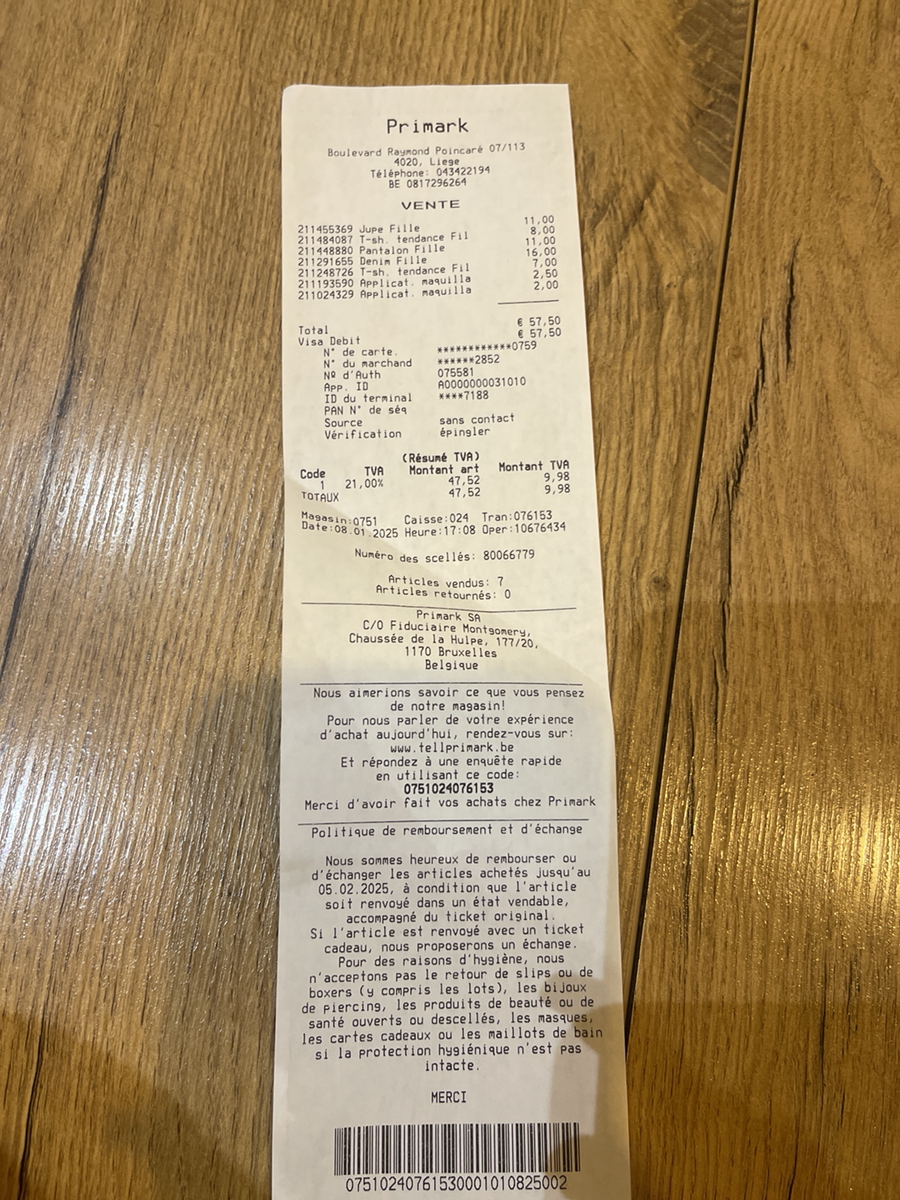 Primark
Boulevard Raymond Poincaré 07/113
4020, Liege
Téléphone: 043422194
BE 0817296264
VENTE
211455369 Jupe Fille 11,00
211484087 T-sh. tendance Fil 8,00
211448880 Pantalon Fille 11,00
211291655 Denim Fille 16,00
211248726 T-sh. tendance Fil 7,00
211193590 Applicat. maquilla 2,50
211024329 Applicat. maquilla 2,00
Total € 57,50
Visa Debit € 57,50
N° de carte. ************0759
N° du marchand ******2852
Nº d'Auth 075581
App. ID A0000000031010
ID du terminal ****7188
PAN N° de séq
Source sans contact
Vérification épingler
(Résumé TVA)
Code TVA Montant art Montant TVA
1 21,00% 47,52 9,98
TOTAUX 47,52 9,98
Magasin:0751 Caisse:024 Tran:076153
Date:08.01.2025 Heure:17:08 Oper:10676434
Numéro des scellés: 80066779
Articles vendus: 7
Articles retournés: 0
Primark SA
C/O Fiduciaire Montgomery,
Chaussée de la Hulpe, 177/20,
1170 Bruxelles
Belgique
Nous aimerions savoir ce que vous pensez
de notre magasin!
Pour nous parler de votre expérience
d'achat aujourd'hui, rendez-vous sur:
www.tellprimark.be
Et répondez à une enquête rapide
en utilisant ce code:
0751024076153
Merci d'avoir fait vos achats chez Primark
Politique de remboursement et d'échange
Nous sommes heureux de rembourser ou
d'échanger les articles achetés jusqu'au
05.02.2025, à condition que l'article
soit renvoyé dans un état vendable,
accompagné du ticket original.
Si l'article est renvoyé avec un ticket
cadeau, nous proposerons un échange.
Pour des raisons d'hygiène, nous
n'acceptons pas le retour de slips ou de
boxers (y compris les lots), les bijoux
de piercing, les produits de beauté ou de
santé ouverts ou descellés, les masques,
les cartes cadeaux ou les maillots de bain
si la protection hygiénique n'est pas
intacte.
MERCI
07510240761530001010825002